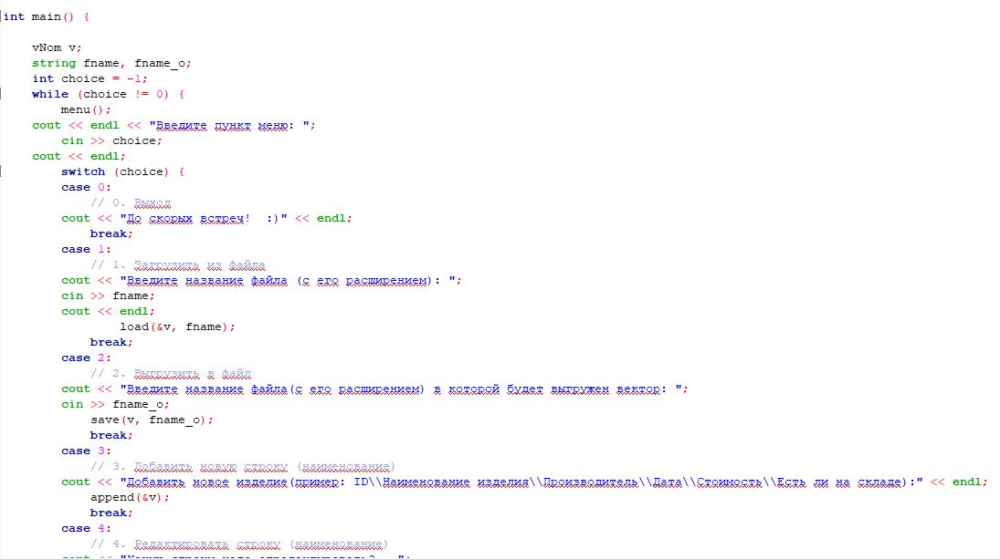 int main() {
vNom v;
string fname, fname_o;
int choice = -1;
while (choice != 0) {
menu();
cout << endl << "Введите пункт меню: ";
cin >> choice;
cout << endl;
switch (choice) {
case 0:
// 0. Выход
cout << "До скорых встреч!  :)" << endl;
break;
case 1:
// 1. Загрузить из файла
cout << "Введите название файла (с его расширением): ";
cin >> fname;
cout << endl;
load(&v, fname);
break;
case 2:
// 2. Выгрузить в файл
cout << "Введите название файла(с его расширением) в которой будет выгружен вектор: ";
cin >> fname_o;
save(v, fname_o);
break;
case 3:
// 3. Добавить новую строку (наименование)
cout << "Добавить новое изделие(пример: ID\\Наименование изделия\\Производитель\\Дата\\Стоимость\\Есть ли на складе):" << endl;
append(&v);
break;
case 4:
// 4. Редактировать строку (наименование)